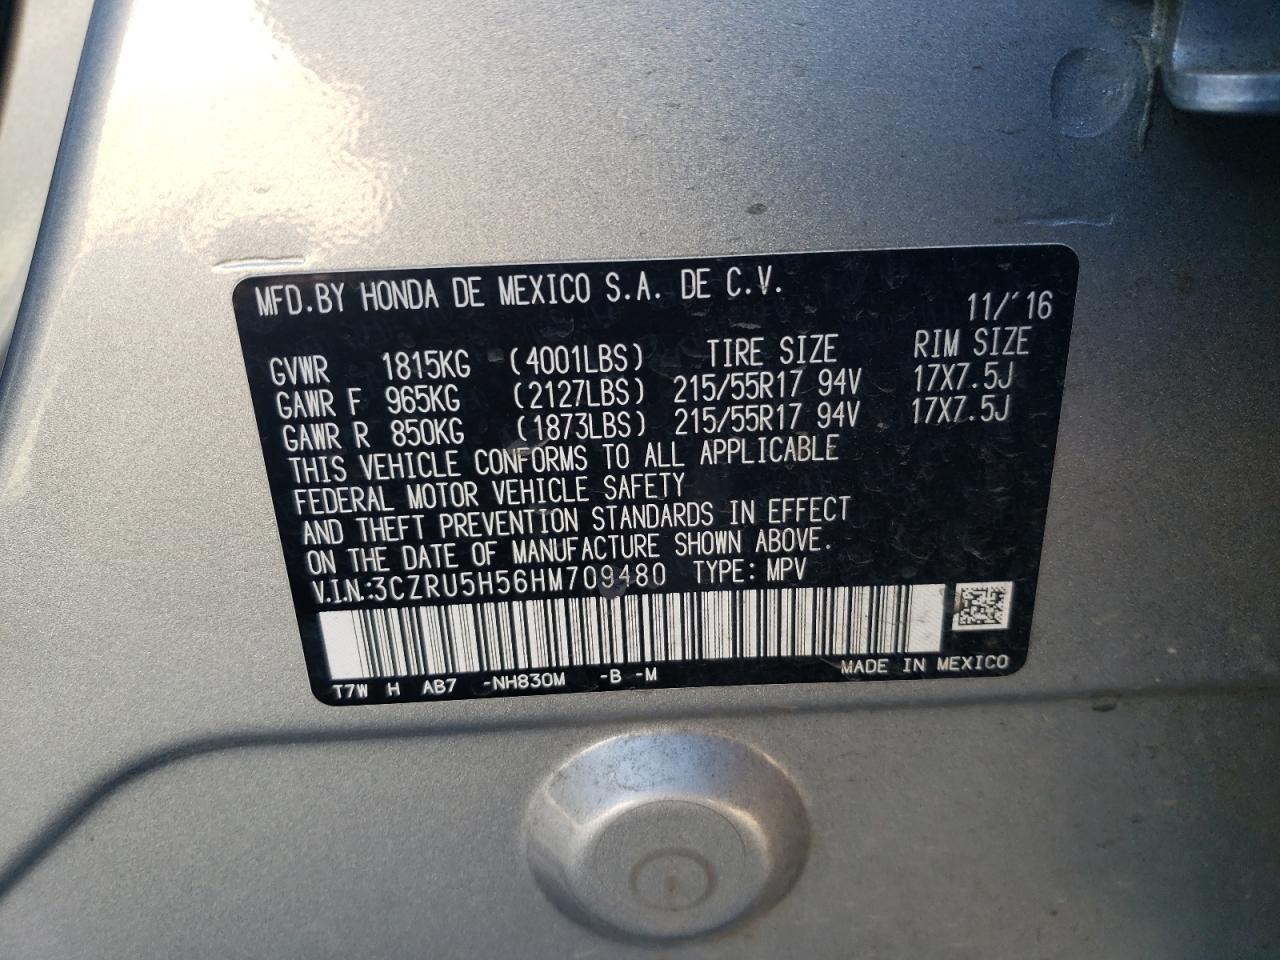 MFD.BY HONDA DE MEXICO S.A. DE C.V.
11/'16
GVWR 1815KG (4001LBS) TIRE SIZE RIM SIZE
GAWR F 965KG (2127LBS) 215/55R17 94V 17X7.5J
GAWR R 850KG (1873LBS) 215/55R17 94V 17X7.5J
THIS VEHICLE CONFORMS TO ALL APPLICABLE
FEDERAL MOTOR VEHICLE SAFETY
AND THEFT PREVENTION STANDARDS IN EFFECT
ON THE DATE OF MANUFACTURE SHOWN ABOVE.
V.I.N.:3CZRU5H56HM709480 TYPE: MPV
T7W H AB7 -NH830M -B -M MADE IN MEXICO